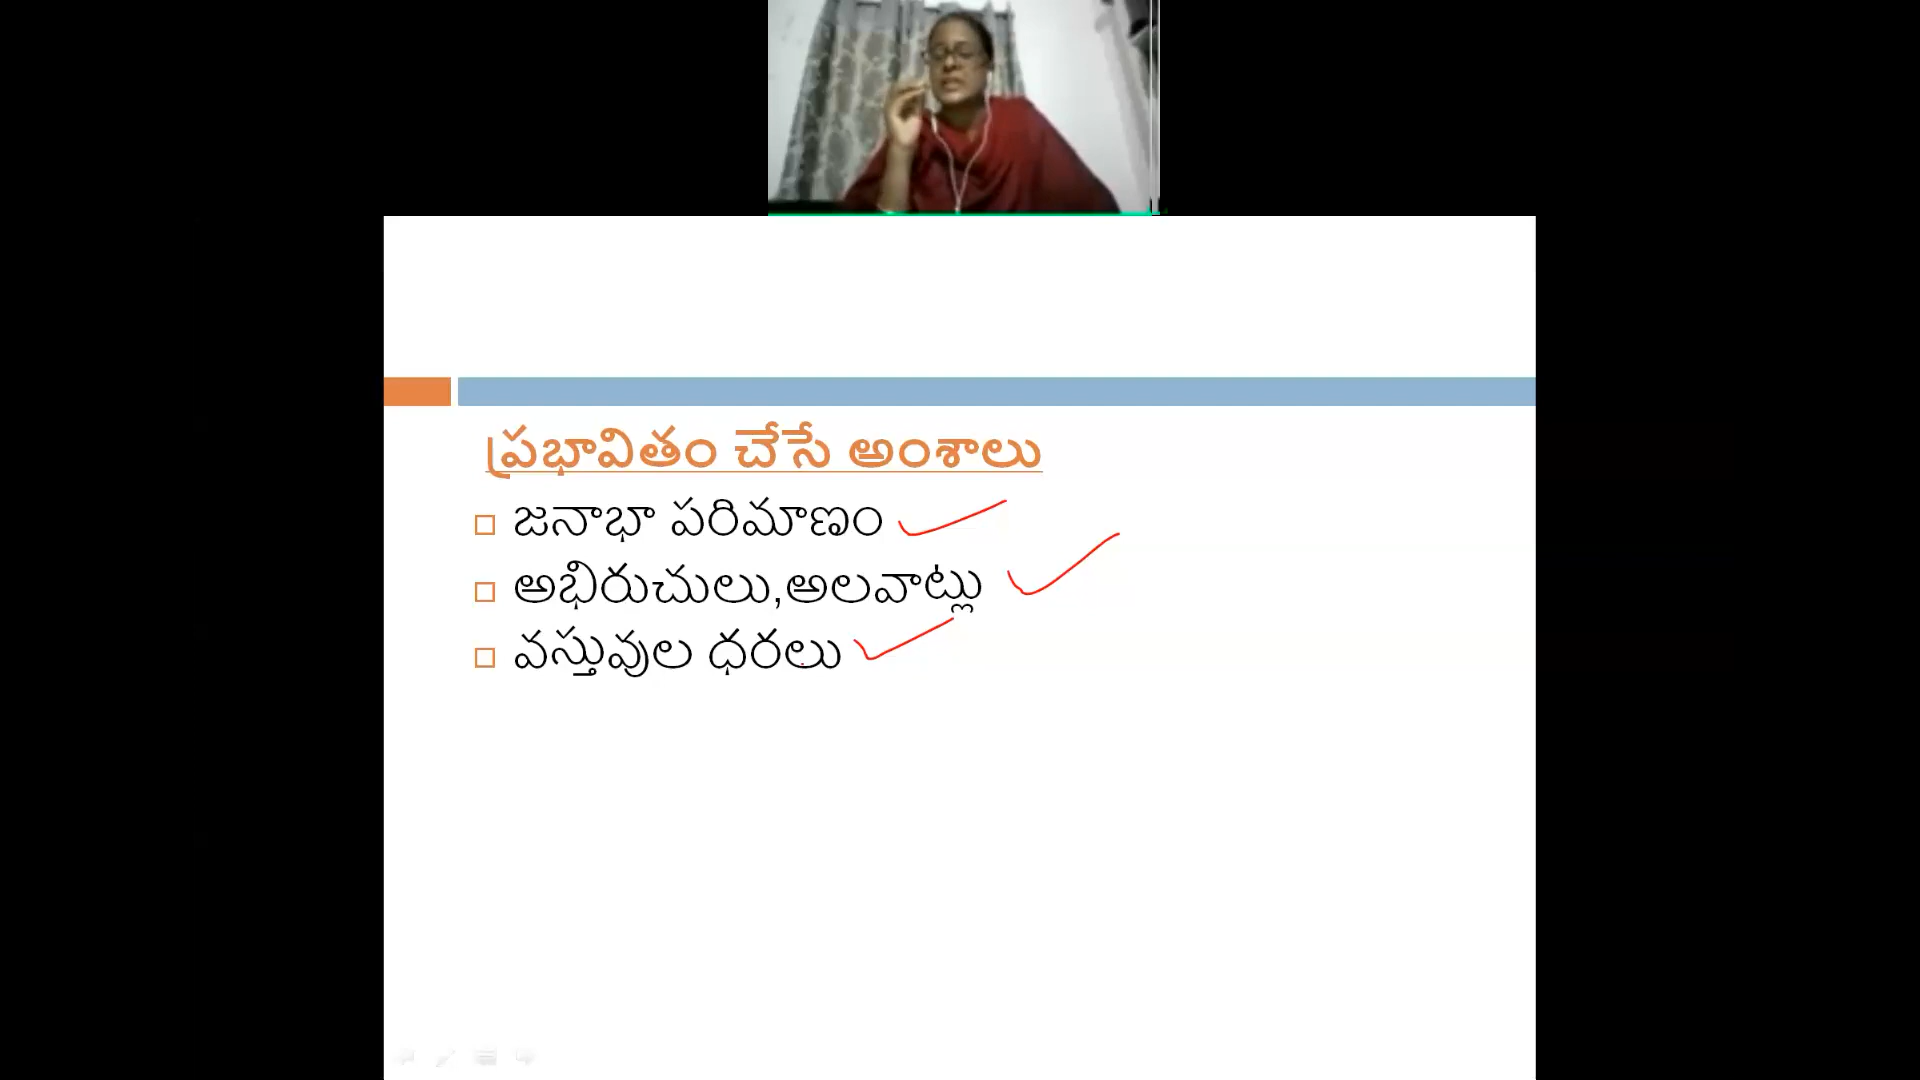 ప్రభావితం చేసే అంశాలు
జనాభా పరిమాణం
అభిరుచులు,అలవాట్లు
వస్తువుల ధరలు